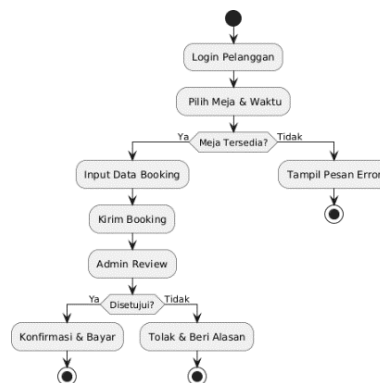 Login Pelanggan
Pilih Meja & Waktu
Ya
Meja Tersedia?
Tidak
Input Data Booking
Tampil Pesan Error
Kirim Booking
Admin Review
Ya
Disetujui?
Tidak
Konfirmasi & Bayar
Tolak & Beri Alasan